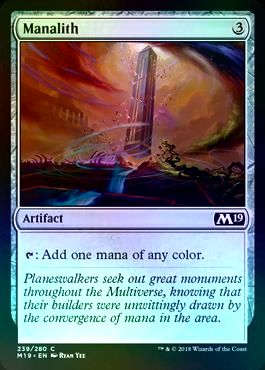 Manalith 3
Artifact M19
: Add one mana of any color.
Planeswalkers seek out great monuments
throughout the Multiverse, knowing that
their builders were unwittingly drawn by
the convergence of mana in the area.
239/280 C
M19 • EN Ryan Yee ™ & © 2018 Wizards of the Coast